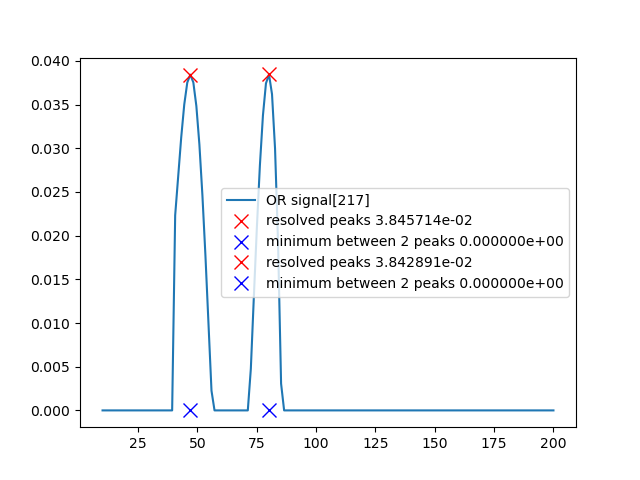 0.040
0.035
0.030
0.025
0.020
0.015
0.010
0.005
0.000
OR signal[217]
resolved peaks 3.845714e-02
minimum between 2 peaks 0.000000e+00
resolved peaks 3.842891e-02
minimum between 2 peaks 0.000000e+00
25 50 75 100 125 150 175 200